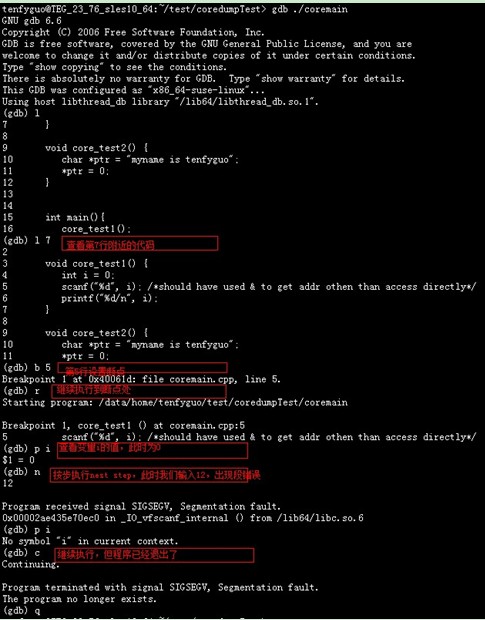 tenfyguo@TEG_23_76_sles10_64:~/test/coredumpTest> gdb ./coremain
GNU gdb 6.6
Copyright (C) 2006 Free Software Foundation, Inc.
GDB is free software, covered by the GNU General Public License, and you are
welcome to change it and/or distribute copies of it under certain conditions.
Type "show copying" to see the conditions.
There is absolutely no warranty for GDB.  Type "show warranty" for details.
This GDB was configured as "x86_64-suse-linux"...
Using host libthread_db library "/lib64/libthread_db.so.1".
(gdb) l
7 }
8
9 void core_test2() {
10 char *ptr = "myname is tenfyguo";
11 *ptr = 0;
12 }
13
14
15 int main(){
16 core_test1();
(gdb) l 7 查看第7行附近的代码
2
3 void core_test1() {
4 int i = 0;
5 scanf("%d", i); /*should have used & to get addr othen than access directly*/
6 printf("%d/n", i);
7 }
8
9 void core_test2() {
10 char *ptr = "myname is tenfyguo";
11 *ptr = 0;
(gdb) b 5 第5行设置断点
Breakpoint 1 at 0x40061d: file coremain.cpp, line 5.
(gdb) r 继续执行到断点处
Starting program: /data/home/tenfyguo/test/coredumpTest/coremain
Breakpoint 1, core_test1 () at coremain.cpp:5
5 scanf("%d", i); /*should have used & to get addr othen than access directly*/
(gdb) p i 查看变量i的值，此时为0
$1 = 0
(gdb) n 按步执行next step，此时我们输入12，出现段错误
12
Program received signal SIGSEGV, Segmentation fault.
0x00002ae435e70ec0 in _IO_vfscanf_internal () from /lib64/libc.so.6
(gdb) p i
No symbol "i" in current context.
(gdb) c 继续执行，但程序已经退出了
Continuing.
Program terminated with signal SIGSEGV, Segmentation fault.
The program no longer exists.
(gdb) q